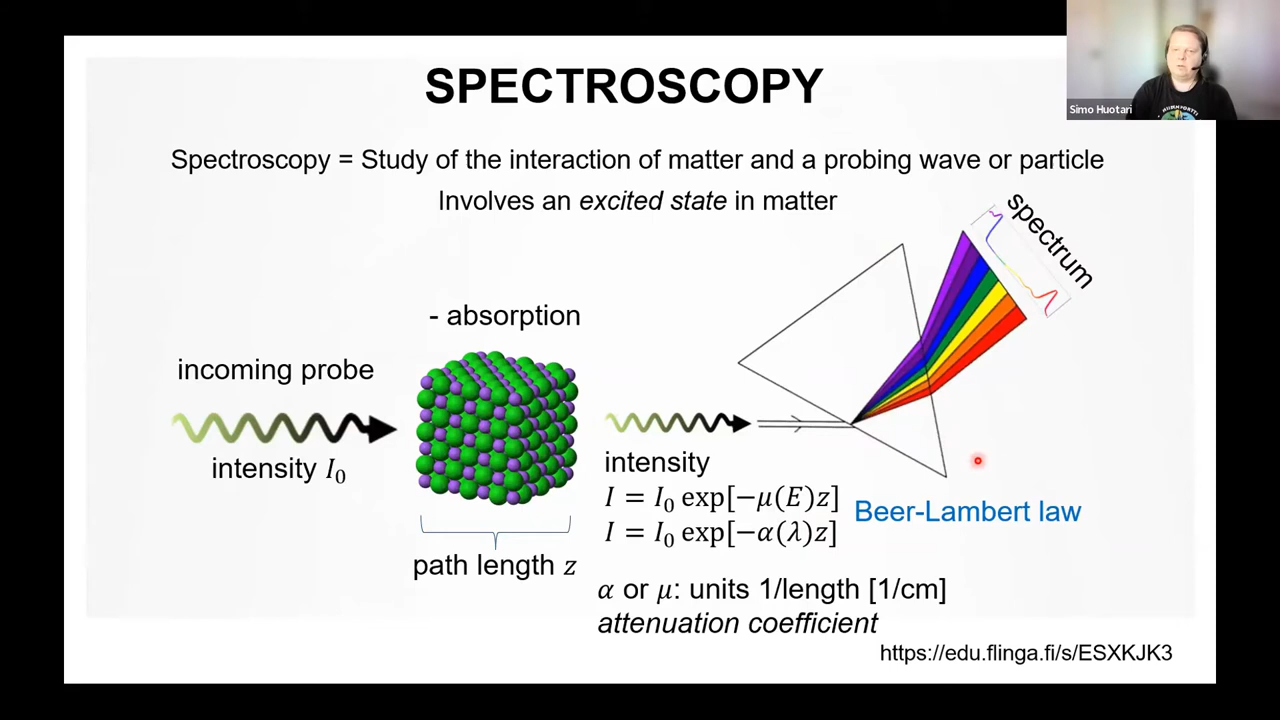 SPECTROSCOPY
Simo Huotari
Spectroscopy = Study of the interaction of matter and a probing wave or particle
Involves an excited state in matter
spectrum
- absorption
incoming probe
intensity I₀
intensity
I = I₀ exp[−μ(E)z]
I = I₀ exp[−α(λ)z]
Beer-Lambert law
path length z
α or μ: units 1/length [1/cm]
attenuation coefficient
https://edu.flinga.fi/s/ESXKJK3